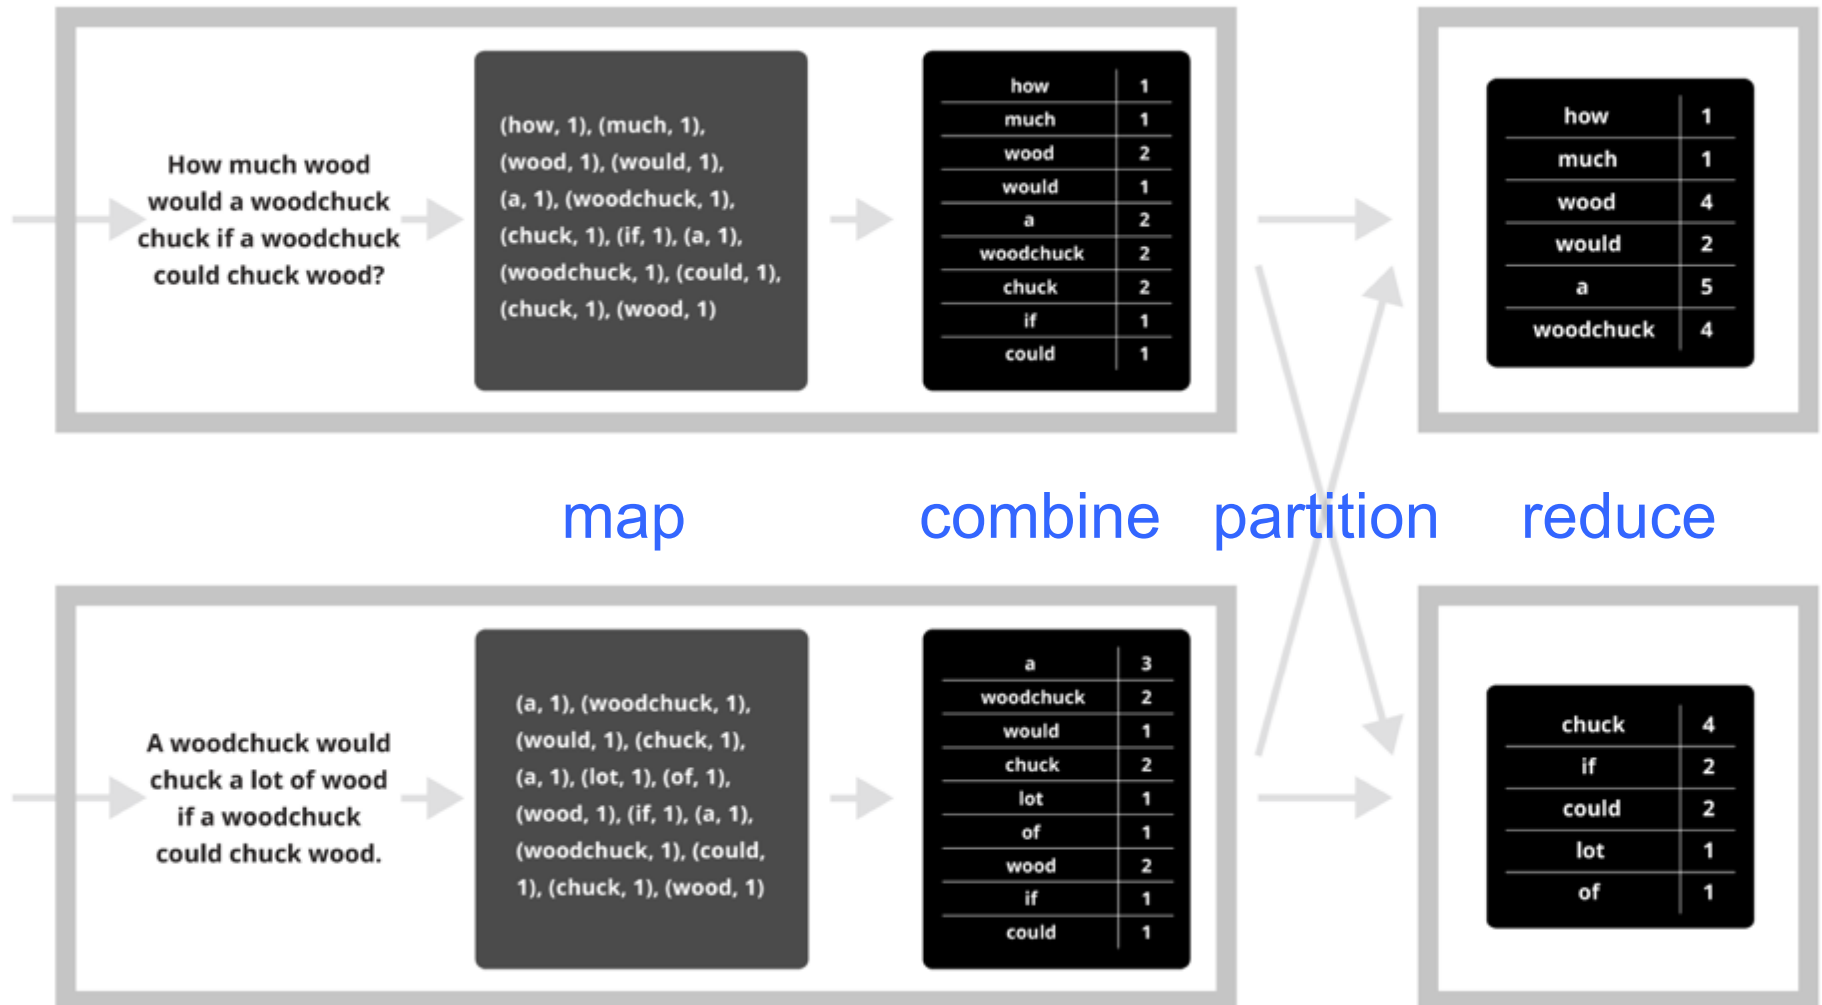 How much wood
would a woodchuck
chuck if a woodchuck
could chuck wood?
(how, 1), (much, 1),
(wood, 1), (would, 1),
(a, 1), (woodchuck, 1),
(chuck, 1), (if, 1), (a, 1),
(woodchuck, 1), (could, 1),
(chuck, 1), (wood, 1)
how 1
much 1
wood 2
would 1
a 2
woodchuck 2
chuck 2
if 1
could 1
how 1
much 1
wood 4
would 2
a 5
woodchuck 4
map combine partition reduce
A woodchuck would
chuck a lot of wood
if a woodchuck
could chuck wood.
(a, 1), (woodchuck, 1),
(would, 1), (chuck, 1),
(a, 1), (lot, 1), (of, 1),
(wood, 1), (if, 1), (a, 1),
(woodchuck, 1), (could,
1), (chuck, 1), (wood, 1)
a 3
woodchuck 2
would 1
chuck 2
lot 1
of 1
wood 2
if 1
could 1
chuck 4
if 2
could 2
lot 1
of 1